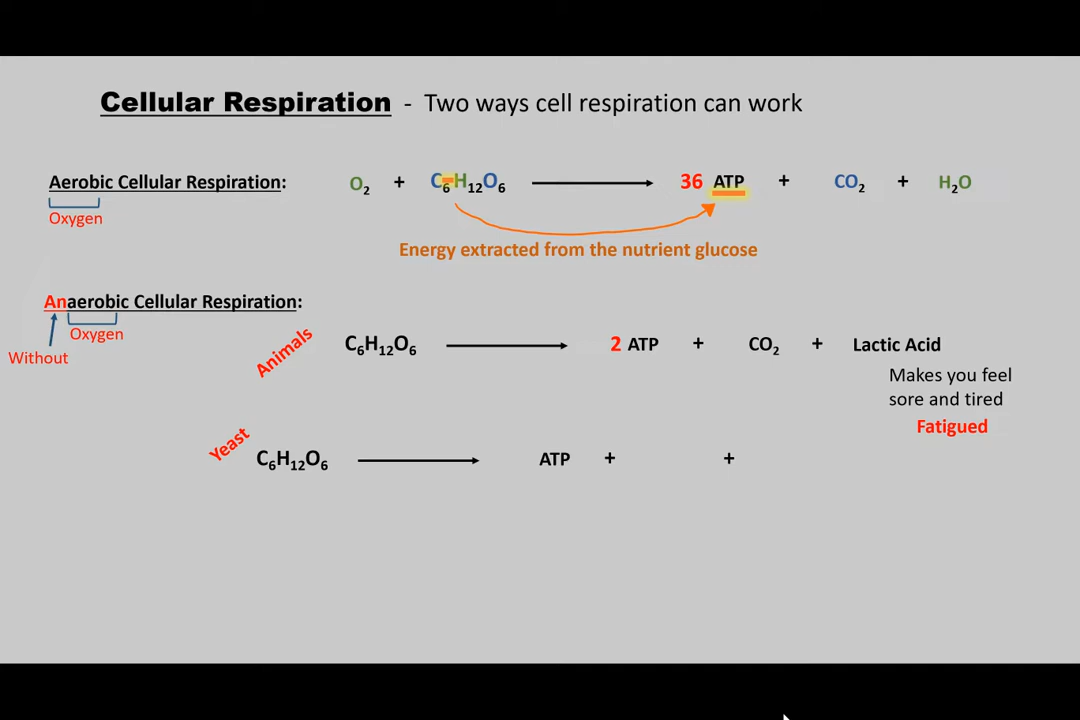 Cellular Respiration - Two ways cell respiration can work
Aerobic Cellular Respiration: O₂ + C₆H₁₂O₆ 36 ATP + CO₂ + H₂O
Oxygen
Energy extracted from the nutrient glucose
Anaerobic Cellular Respiration:
Oxygen
Without
Animals C₆H₁₂O₆ 2 ATP + CO₂ + Lactic Acid
Makes you feel
sore and tired
Fatigued
Yeast C₆H₁₂O₆ ATP + +